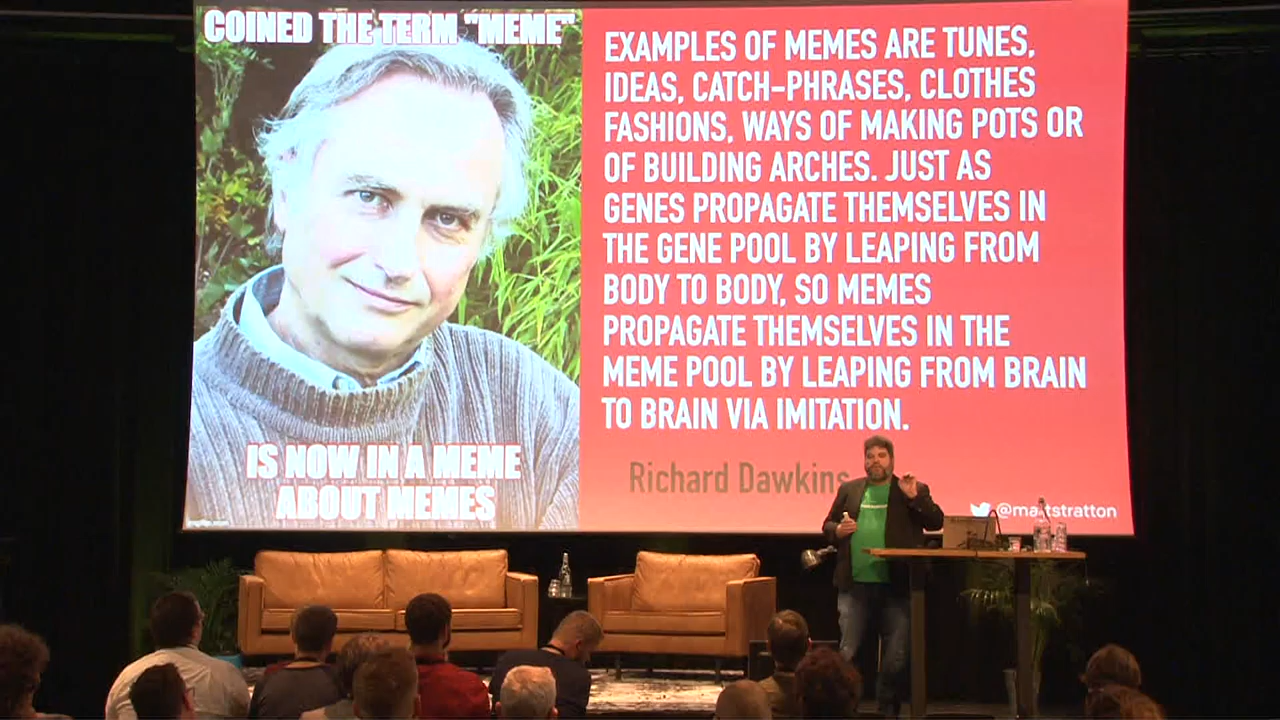 COINED THE TERM "MEME"
IS NOW IN A MEME
ABOUT MEMES
imgflip.com
EXAMPLES OF MEMES ARE TUNES,
IDEAS, CATCH-PHRASES, CLOTHES
FASHIONS, WAYS OF MAKING POTS OR
OF BUILDING ARCHES. JUST AS
GENES PROPAGATE THEMSELVES IN
THE GENE POOL BY LEAPING FROM
BODY TO BODY, SO MEMES
PROPAGATE THEMSELVES IN THE
MEME POOL BY LEAPING FROM BRAIN
TO BRAIN VIA IMITATION.
Richard Dawkins
@mattstratton